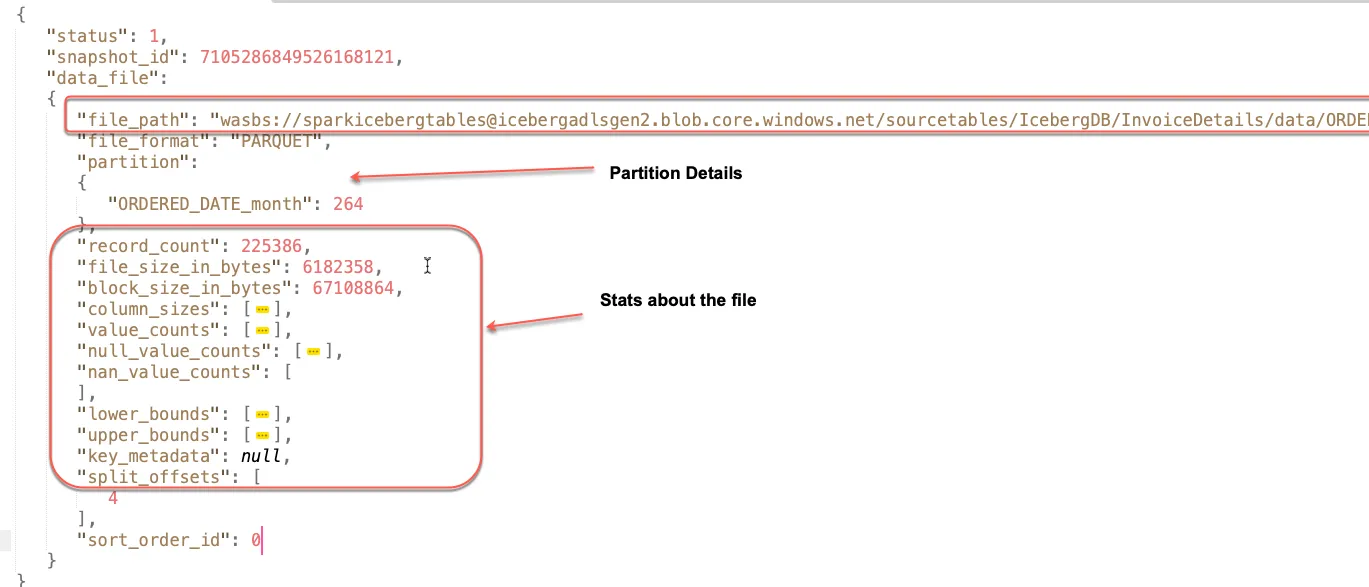 {
"status": 1,
"snapshot_id": 7105286849526168121,
"data_file":
{
"file_path": "wasbs://sparkicebergtables@icebergadlsgen2.blob.core.windows.net/sourcetables/IcebergDB/InvoiceDetails/data/ORDE
"file_format": "PARQUET",
"partition":
Partition Details
{
"ORDERED_DATE_month": 264
},
"record_count": 225386,
"file_size_in_bytes": 6182358,
"block_size_in_bytes": 67108864,
Stats about the file
"column_sizes": [...],
"value_counts": [...],
"null_value_counts": [...],
"nan_value_counts": [
],
"lower_bounds": [...],
"upper_bounds": [...],
"key_metadata": null,
"split_offsets": [
4
],
"sort_order_id": 0
}
}